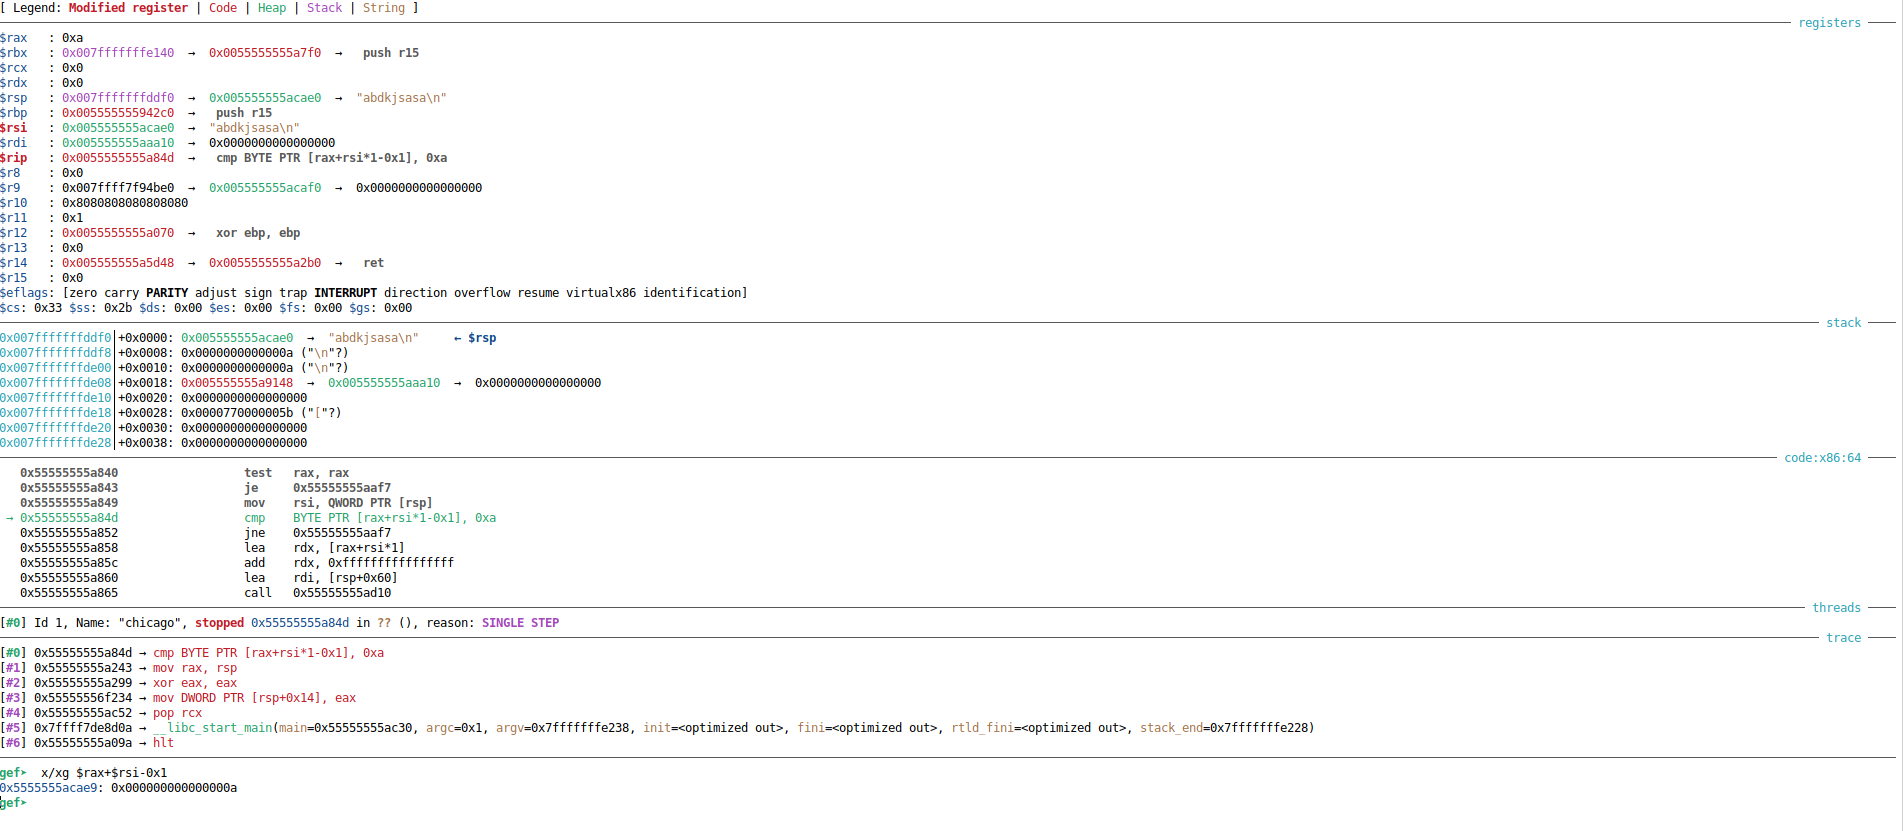 [ Legend: Modified register | Code | Heap | Stack | String ]
registers
$rax   : 0xa
$rbx   : 0x007fffffffe140  →  0x0055555555a7f0  →   push r15
$rcx   : 0x0
$rdx   : 0x0
$rsp   : 0x007fffffffddf0  →  0x005555555acae0  →  "abdkjsasa\n"
$rbp   : 0x005555555942c0  →   push r15
$rsi   : 0x005555555acae0  →  "abdkjsasa\n"
$rdi   : 0x005555555aaa10  →  0x0000000000000000
$rip   : 0x0055555555a84d  →   cmp BYTE PTR [rax+rsi*1-0x1], 0xa
$r8    : 0x0
$r9    : 0x007ffff7f94be0  →  0x005555555acaf0  →  0x0000000000000000
$r10   : 0x8080808080808080
$r11   : 0x1
$r12   : 0x0055555555a070  →   xor ebp, ebp
$r13   : 0x0
$r14   : 0x005555555a5d48  →  0x0055555555a2b0  →   ret
$r15   : 0x0
$eflags: [zero carry PARITY adjust sign trap INTERRUPT direction overflow resume virtualx86 identification]
$cs: 0x33 $ss: 0x2b $ds: 0x00 $es: 0x00 $fs: 0x00 $gs: 0x00
stack
0x007fffffffddf0│+0x0000: 0x005555555acae0  →  "abdkjsasa\n"     ← $rsp
0x007fffffffddf8│+0x0008: 0x0000000000000a ("\n"?)
0x007fffffffde00│+0x0010: 0x0000000000000a ("\n"?)
0x007fffffffde08│+0x0018: 0x005555555a9148  →  0x005555555aaa10  →  0x0000000000000000
0x007fffffffde10│+0x0020: 0x0000000000000000
0x007fffffffde18│+0x0028: 0x0000770000005b ("["?)
0x007fffffffde20│+0x0030: 0x0000000000000000
0x007fffffffde28│+0x0038: 0x0000000000000000
code:x86:64
0x55555555a840                  test   rax, rax
0x55555555a843                  je     0x55555555aaf7
0x55555555a849                  mov    rsi, QWORD PTR [rsp]
→ 0x55555555a84d                  cmp    BYTE PTR [rax+rsi*1-0x1], 0xa
0x55555555a852                  jne    0x55555555aaf7
0x55555555a858                  lea    rdx, [rax+rsi*1]
0x55555555a85c                  add    rdx, 0xffffffffffffffff
0x55555555a860                  lea    rdi, [rsp+0x60]
0x55555555a865                  call   0x55555555ad10
threads
[#0] Id 1, Name: "chicago", stopped 0x55555555a84d in ?? (), reason: SINGLE STEP
trace
[#0] 0x55555555a84d → cmp BYTE PTR [rax+rsi*1-0x1], 0xa
[#1] 0x55555555a243 → mov rax, rsp
[#2] 0x55555555a299 → xor eax, eax
[#3] 0x55555556f234 → mov DWORD PTR [rsp+0x14], eax
[#4] 0x55555555ac52 → pop rcx
[#5] 0x7ffff7de8d0a → __libc_start_main(main=0x55555555ac30, argc=0x1, argv=0x7fffffffe238, init=<optimized out>, fini=<optimized out>, rtld_fini=<optimized out>, stack_end=0x7fffffffe228)
[#6] 0x55555555a09a → hlt
gef➤  x/xg $rax+$rsi-0x1
0x5555555acae9: 0x000000000000000a
gef➤